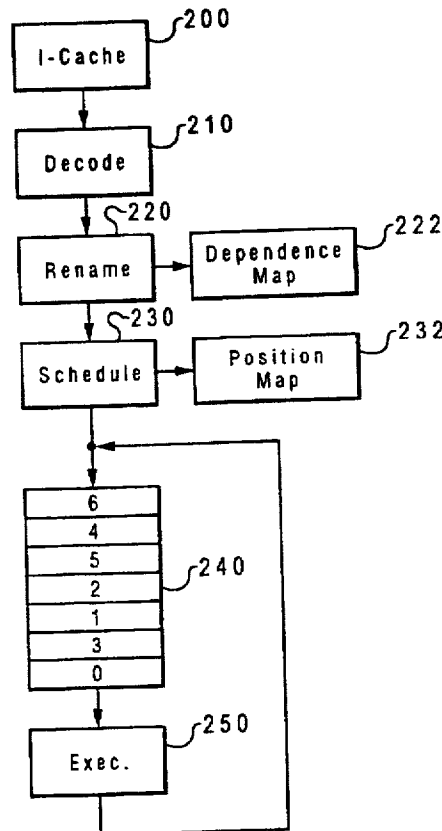 200
I-Cache
210
Decode
220
Rename
Dependence
Map
222
230
Schedule
Position
Map
232
6
4
5
2
1
3
0
240
250
Exec.